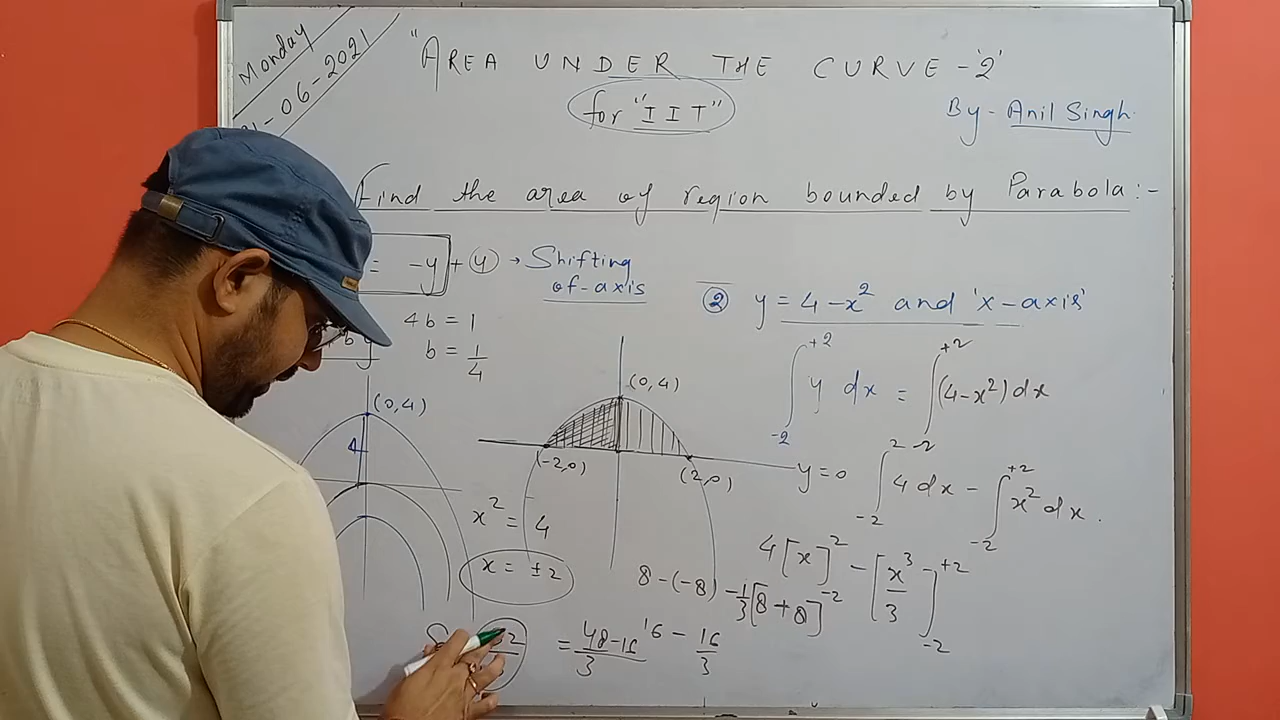 Monday
-06-2021
"AREA UNDER THE CURVE -'2'
for "IIT"
By- Anil Singh
Find the area of region bounded by Parabola:-
= -y + 4 → Shifting of-axis
4b = 1
b = 1/4
(0,4)
4
② y = 4-x² and 'x-axis'
∫_{-2}^{+2} y dx = ∫_{-2}^{+2} (4-x²) dx
(0,4)
(-2,0)
(2,0)
y=0
∫_{-2}^{2} 4 dx - ∫_{-2}^{+2} x² dx.
x² = 4
x = ±2
4[x]^{2}_{-2} - [x³/3]^{+2}_{-2}
8-(-8) - 1/3[8+8]
16 - 16/3
= 48-16/3